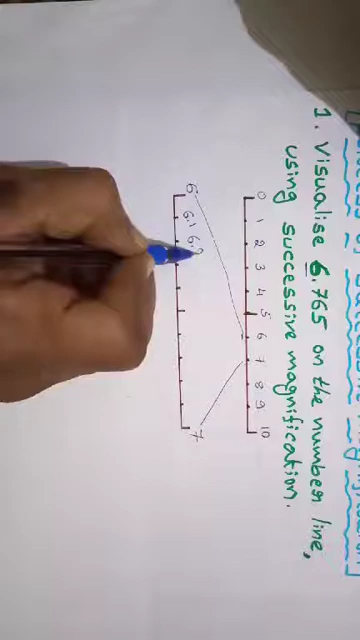 1. Visualise 6.765 on the number line,
using successive magnification.
0 1 2 3 4 5 6 7 8 9 10
6 6.1 6.2 7